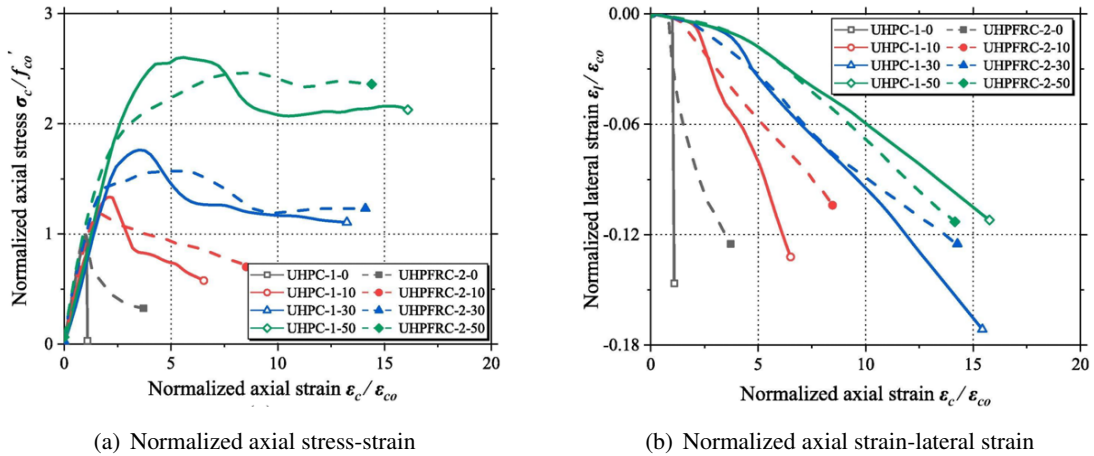 3
2
1
0
0
5
10
15
20
Normalized axial stress σc/fco'
Normalized axial strain εc/εco
UHPC-1-0
UHPC-1-10
UHPC-1-30
UHPC-1-50
UHPFRC-2-0
UHPFRC-2-10
UHPFRC-2-30
UHPFRC-2-50
(a) Normalized axial stress-strain
0.00
-0.06
-0.12
-0.18
0
5
10
15
20
Normalized lateral strain εl/εco
Normalized axial strain εc/εco
UHPC-1-0
UHPC-1-10
UHPC-1-30
UHPC-1-50
UHPFRC-2-0
UHPFRC-2-10
UHPFRC-2-30
UHPFRC-2-50
(b) Normalized axial strain-lateral strain